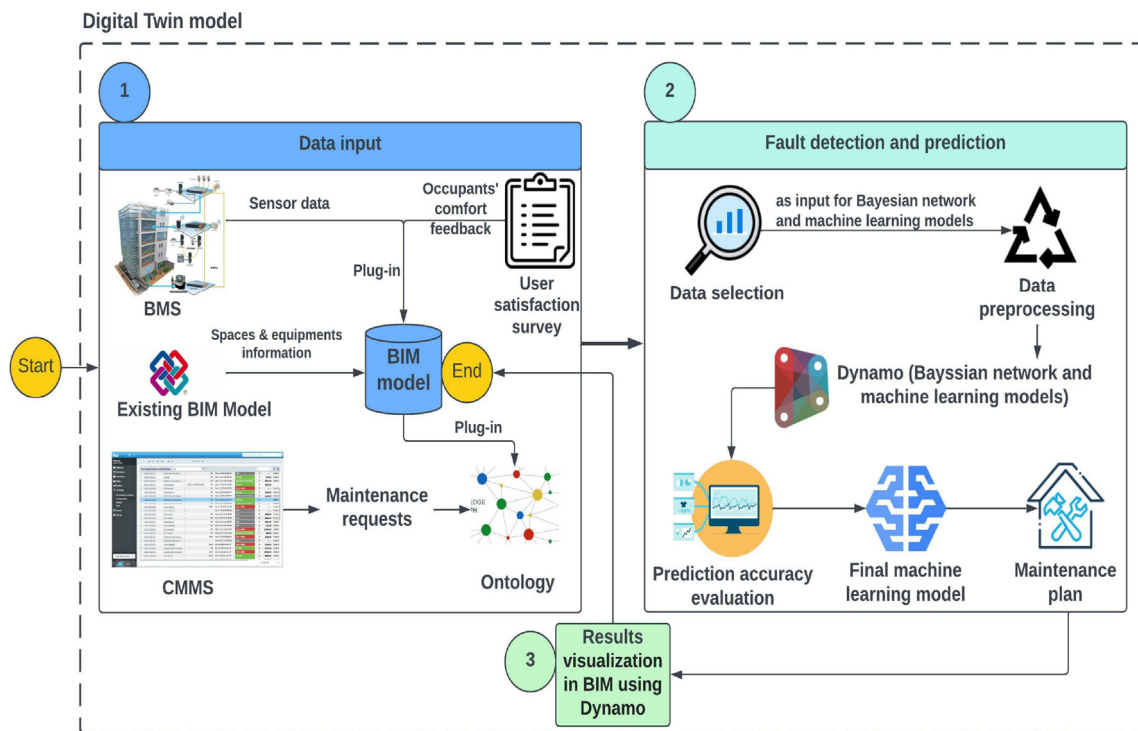 Digital Twin model
1
Data input
BMS
Sensor data
Occupants'
comfort
feedback
User
satisfaction
survey
Plug-in
Start
Spaces & equipments
information
Existing BIM Model
BIM
model
End
Plug-in
CMMS
Maintenance
requests
Ontology
2
Fault detection and prediction
Data selection
as input for Bayesian network
and machine learning models
Data
preprocessing
Dynamo (Bayssian network and
machine learning models)
Prediction accuracy
evaluation
Final machine
learning model
Maintenance
plan
3
Results
visualization
in BIM using
Dynamo